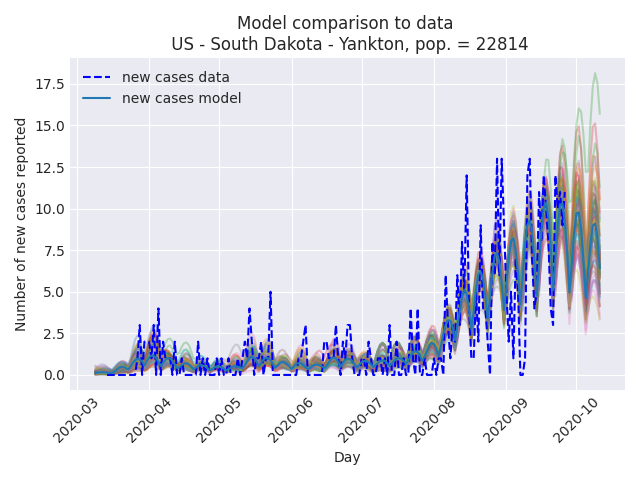 Model comparison to data
US - South Dakota - Yankton, pop. = 22814
new cases data
new cases model
Number of new cases reported
17.5
15.0
12.5
10.0
7.5
5.0
2.5
0.0
2020-03
2020-04
2020-05
2020-06
2020-07
2020-08
2020-09
2020-10
Day